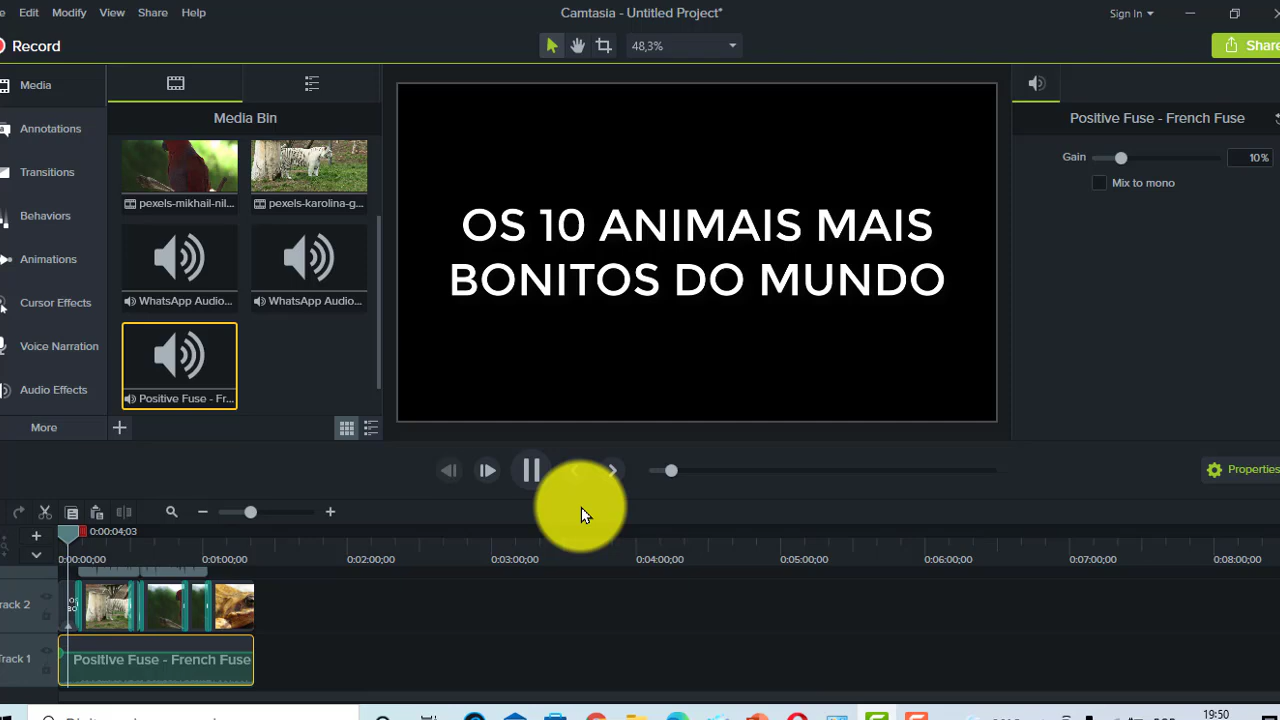 Edit Modify View Share Help Camtasia - Untitled Project* Sign In
Record 48,3% Share
Media
Annotations
Transitions
Behaviors
Animations
Cursor Effects
Voice Narration
Audio Effects
More
Media Bin
pexels-mikhail-nil... pexels-karolina-g...
WhatsApp Audio... WhatsApp Audio...
Positive Fuse - Fr...
OS 10 ANIMAIS MAIS
BONITOS DO MUNDO
Positive Fuse - French Fuse
Gain 10%
Mix to mono
Properties
0:00:04;03
0:00:00;00 0:01:00;00 0:02:00;00 0:03:00;00 0:04:00;00 0:05:00;00 0:06:00;00 0:07:00;00 0:08:00;00
rack 2
Positive Fuse - French Fuse
rack 1
19:50